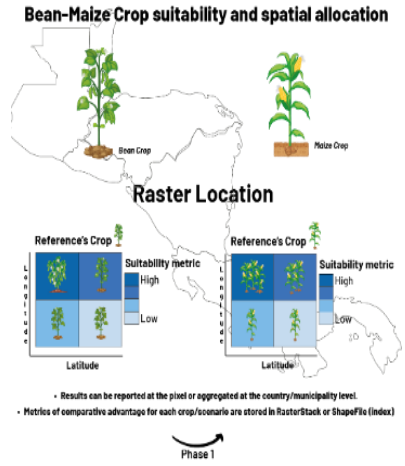 Bean-Maize Crop suitability and spatial allocation
Bean Crop
Maize Crop
Raster Location
Reference's Crop
Suitability metric
High
Low
Longitude
Latitude
Reference's Crop
Suitability metric
High
Low
Longitude
Latitude
• Results can be reported at the pixel or aggregated at the country/municipality level.
• Metrics of comparative advantage for each crop/scenario are stored in RasterStack or ShapeFile (index)
Phase 1